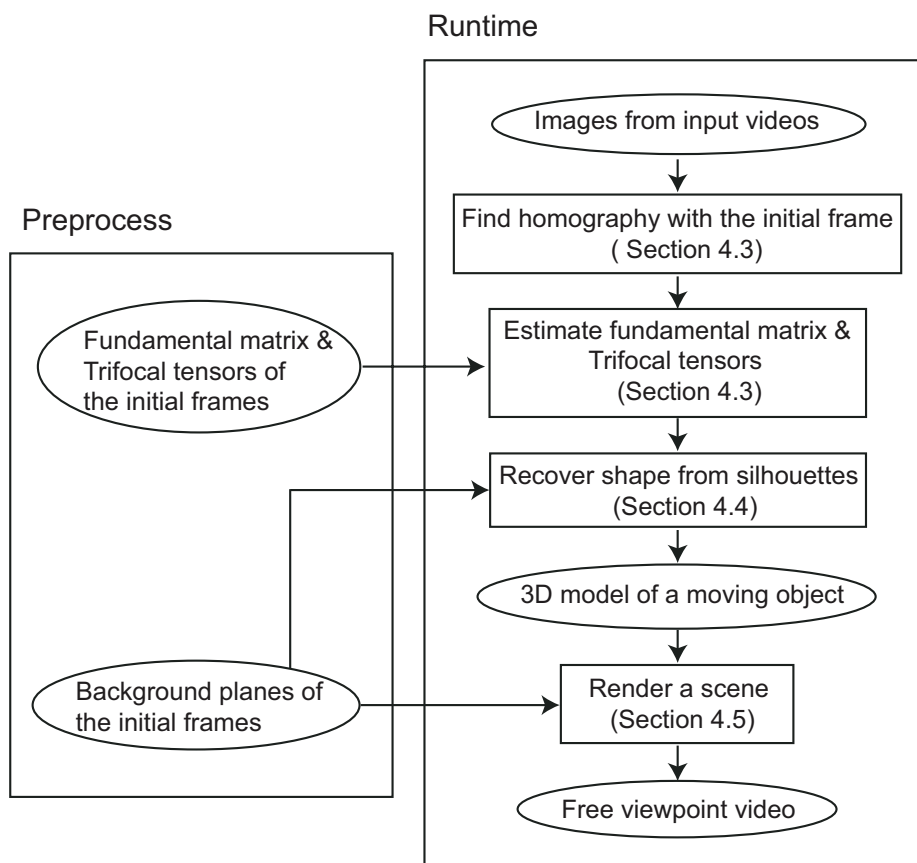 Runtime
Images from input videos
Find homography with the initial frame
( Section 4.3)
Preprocess
Fundamental matrix &
Trifocal tensors of
the initial frames
Estimate fundamental matrix &
Trifocal tensors
(Section 4.3)
Recover shape from silhouettes
(Section 4.4)
3D model of a moving object
Background planes of
the initial frames
Render a scene
(Section 4.5)
Free viewpoint video